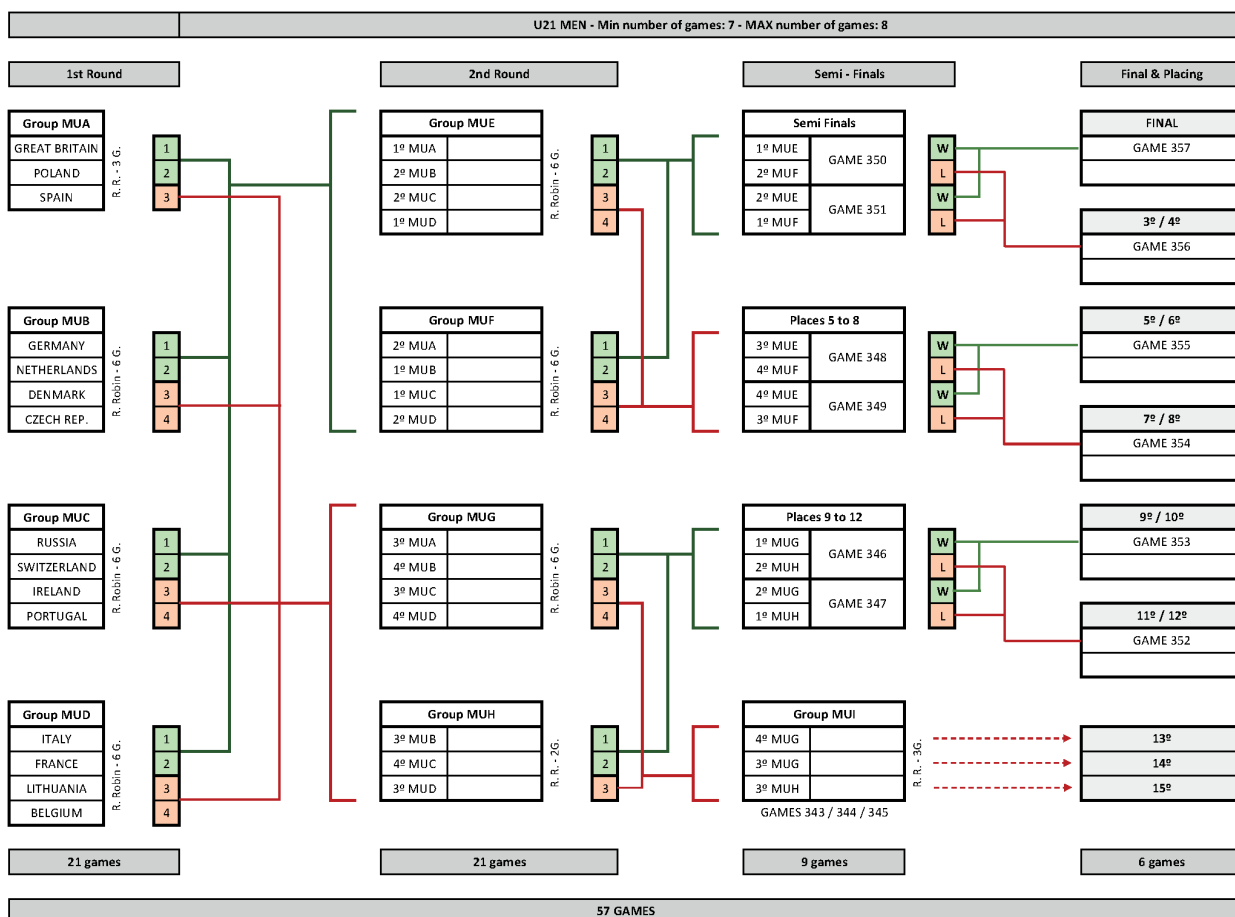 U21 MEN - Min number of games: 7 - MAX number of games: 8
1st Round
2nd Round
Semi - Finals
Final & Placing
Group MUA
GREAT BRITAIN
POLAND
SPAIN
R. R. - 3 G.
1
2
3
Group MUB
GERMANY
NETHERLANDS
DENMARK
CZECH REP.
R. Robin - 6 G.
1
2
3
4
Group MUC
RUSSIA
SWITZERLAND
IRELAND
PORTUGAL
R. Robin - 6 G.
1
2
3
4
Group MUD
ITALY
FRANCE
LITHUANIA
BELGIUM
R. Robin - 6 G.
1
2
3
4
21 games
Group MUE
1º MUA
2º MUB
2º MUC
1º MUD
R. Robin - 6 G.
1
2
3
4
Group MUF
2º MUA
1º MUB
1º MUC
2º MUD
R. Robin - 6 G.
1
2
3
4
Group MUG
3º MUA
4º MUB
3º MUC
4º MUD
R. Robin - 6 G.
1
2
3
4
Group MUH
3º MUB
4º MUC
3º MUD
R. R. - 2G.
1
2
3
21 games
Semi Finals
1º MUE
2º MUF
GAME 350
2º MUE
1º MUF
GAME 351
W
L
W
L
Places 5 to 8
3º MUE
4º MUF
GAME 348
4º MUE
3º MUF
GAME 349
W
L
W
L
Places 9 to 12
1º MUG
2º MUH
GAME 346
2º MUG
1º MUH
GAME 347
W
L
W
L
Group MUI
4º MUG
3º MUG
3º MUH
R. R. - 3G.
GAMES 343 / 344 / 345
9 games
FINAL
GAME 357
3º / 4º
GAME 356
5º / 6º
GAME 355
7º / 8º
GAME 354
9º / 10º
GAME 353
11º / 12º
GAME 352
13º
14º
15º
6 games
57 GAMES